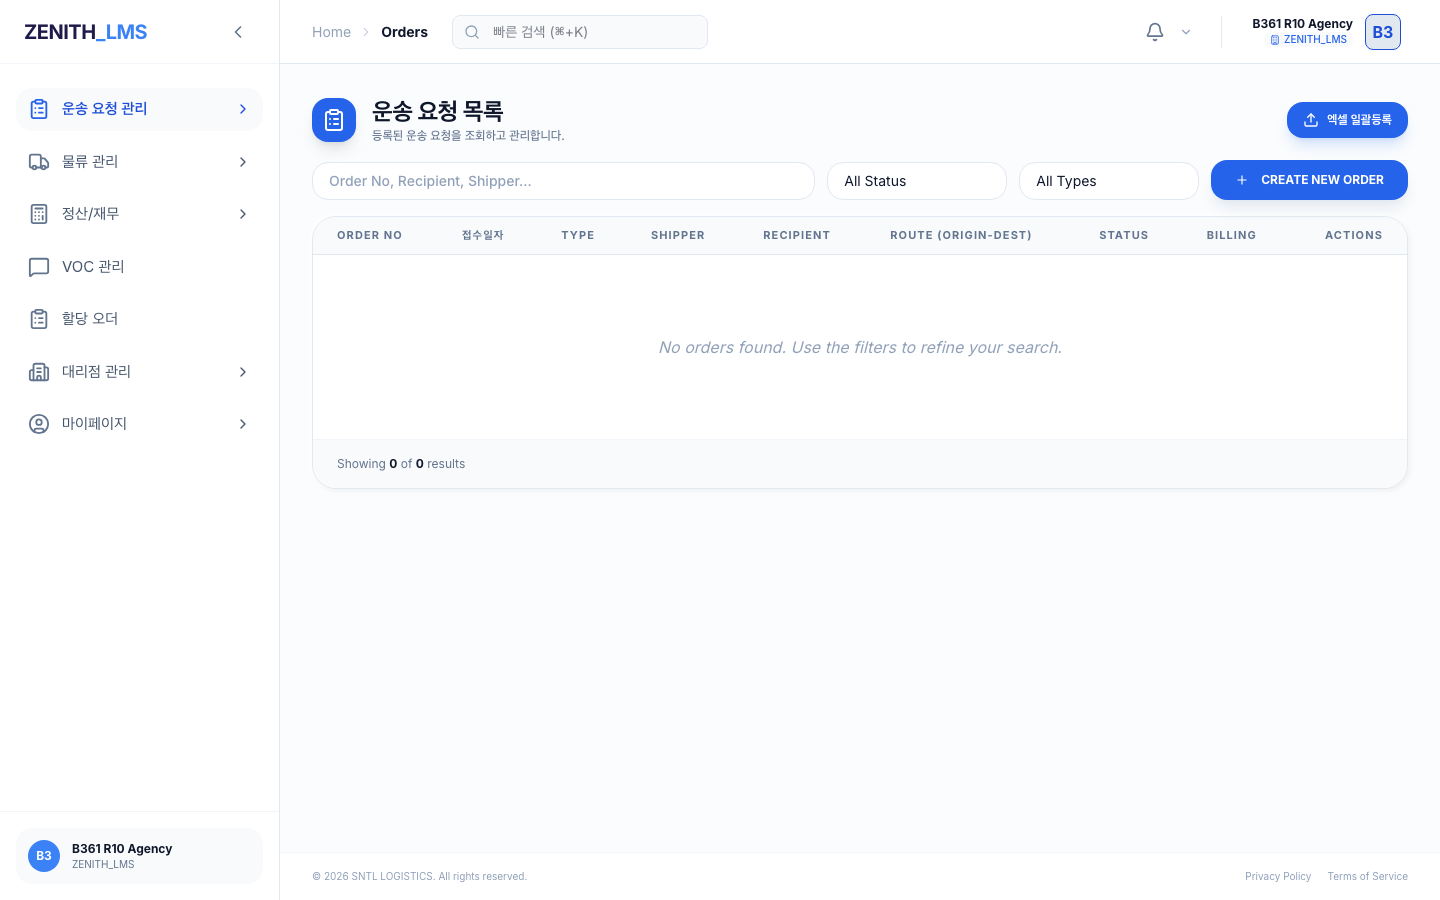 ZENITH_LMS
운송 요청 관리
물류 관리
정산/재무
VOC 관리
할당 오더
대리점 관리
마이페이지
B3
B361 R10 Agency
ZENITH_LMS
Home
Orders
빠른 검색 (⌘+K)
B361 R10 Agency
ZENITH_LMS
B3
운송 요청 목록
등록된 운송 요청을 조회하고 관리합니다.
엑셀 일괄등록
Order No, Recipient, Shipper...
All Status
All Types
CREATE NEW ORDER
ORDER NO 접수일자 TYPE SHIPPER RECIPIENT ROUTE (ORIGIN-DEST) STATUS BILLING ACTIONS
No orders found. Use the filters to refine your search.
Showing 0 of 0 results
© 2026 SNTL LOGISTICS. All rights reserved.
Privacy Policy Terms of Service